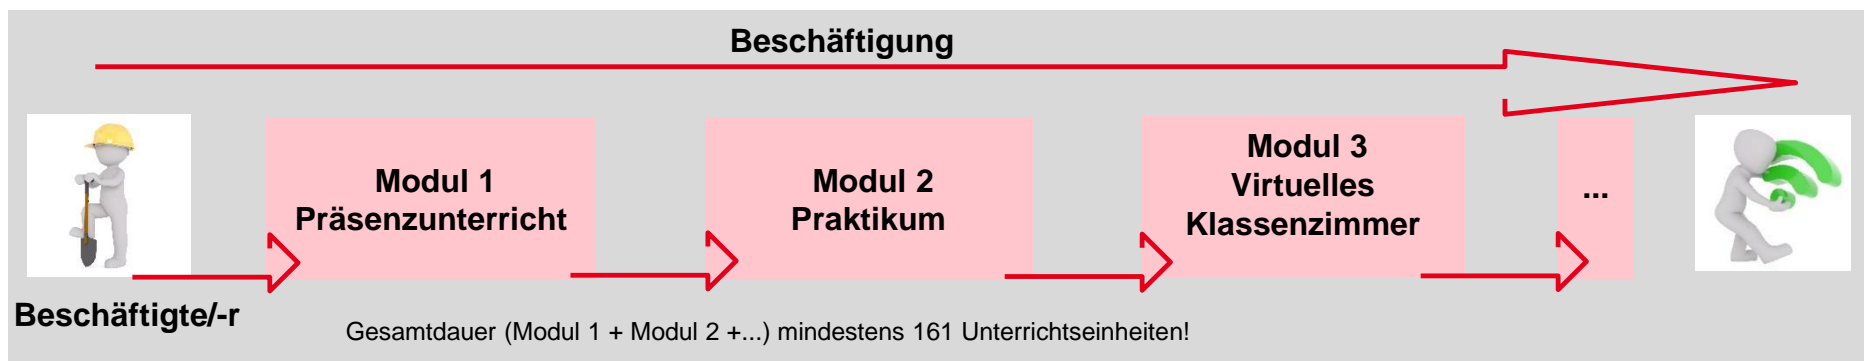 Beschäftigung
Modul 1
Präsenzunterricht
Modul 2
Praktikum
Modul 3
Virtuelles
Klassenzimmer
...
Beschäftigte/-r
Gesamtdauer (Modul 1 + Modul 2 +...) mindestens 161 Unterrichtseinheiten!